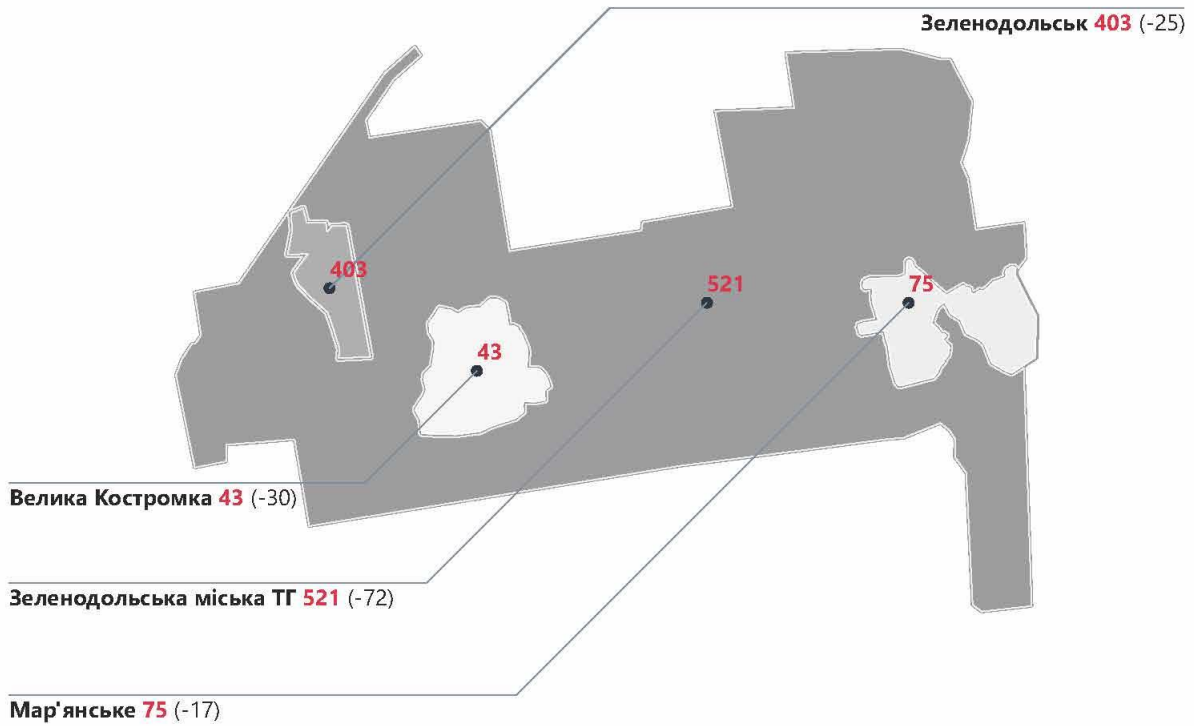 Зеленодольськ 403 (-25)
403
521
75
43
Велика Костромка 43 (-30)
Зеленодольська міська ТГ 521 (-72)
Мар'янське 75 (-17)